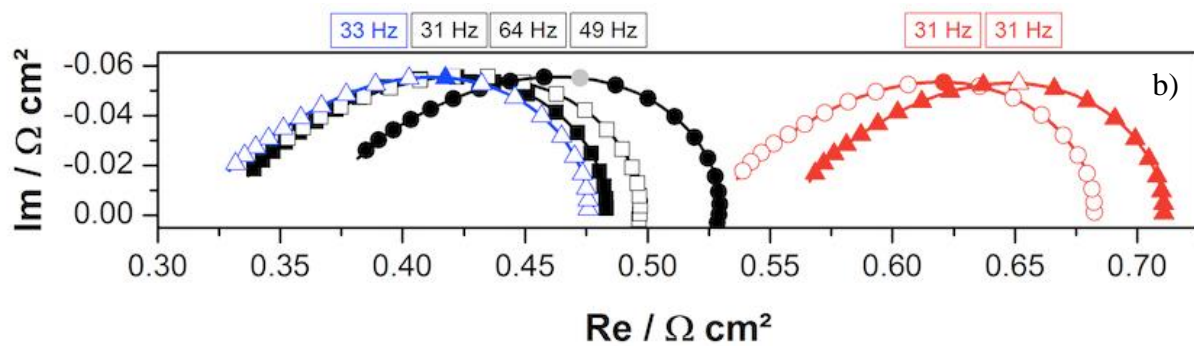 33 Hz 31 Hz 64 Hz 49 Hz 31 Hz 31 Hz
-0.06
-0.04
-0.02
0.00
Im / Ω cm²
b)
0.30 0.35 0.40 0.45 0.50 0.55 0.60 0.65 0.70
Re / Ω cm²